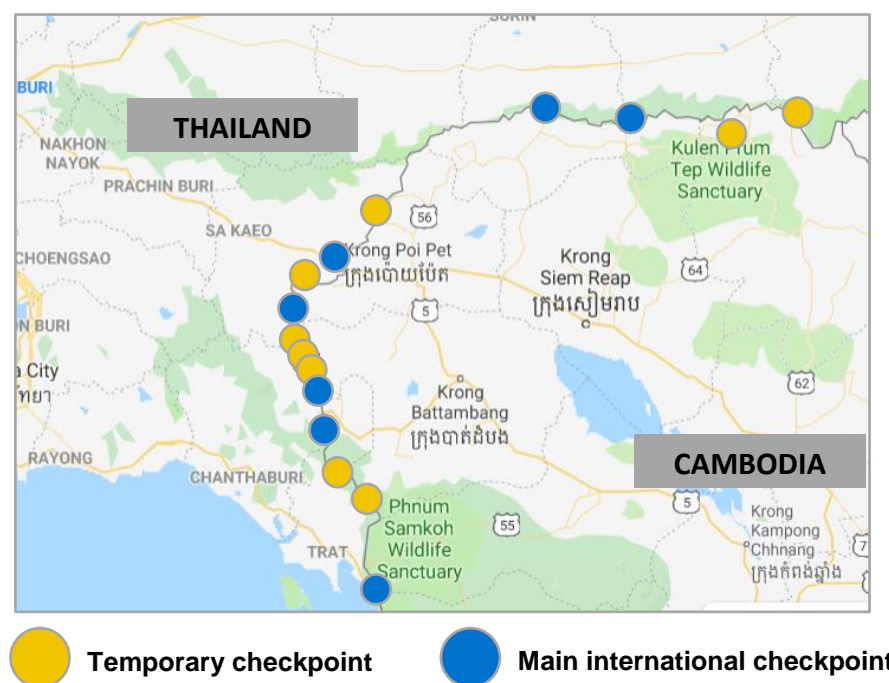 SURIN
BURI
THAILAND
NAKHON
NAYOK
PRACHIN BURI
Kulen Prum
Tep Wildlife
Sanctuary
SA KAEO
56
CHOENGSAO
Krong Poi Pet
ក្រុងប៉ោយប៉ែត
Krong
Siem Reap
ក្រុងសៀមរាប
64
5
ON BURI
a City
ัทยา
Krong
Battambang
ក្រុងបាត់ដំបង
62
RAYONG
CHANTHABURI
CAMBODIA
Phnum
Samkoh
Wildlife
Sanctuary
55
5
Krong
Kampong
Chhnang
ក្រុងកំពង់ឆ្នាំង
7
TRAT
Temporary checkpoint
Main international checkpoint